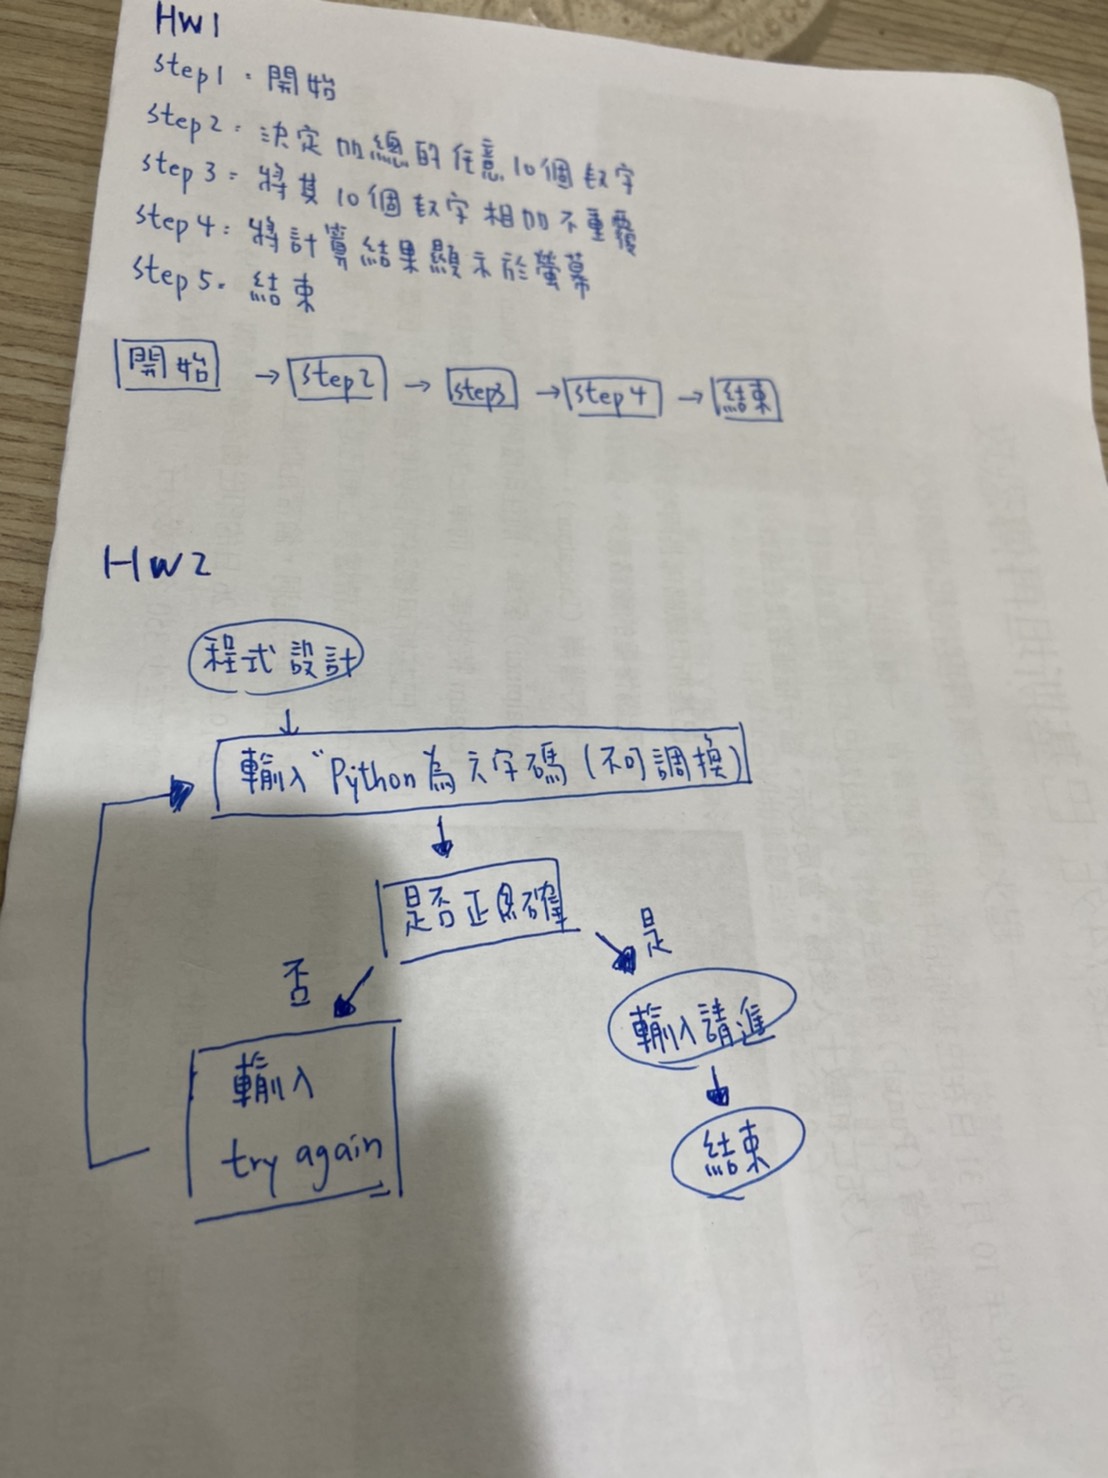 HW1
step1：開始
step2：決定加總的任意10個数字
step3：將其10個数字相加不重覆
step4：將計算結果顯示於螢幕
step5：結束
開始 → step2 → step3 → step4 → 結束
HW2
程式設計
輸入"Python為文字碼(不可調換)
是否正確
是
否
輸入請進
輸入
try again
結束